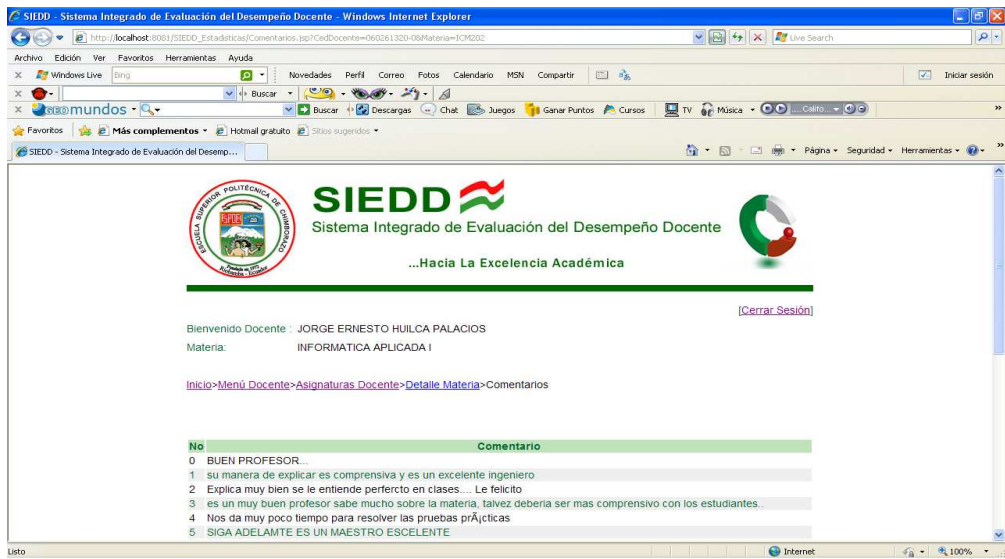 SIEDD - Sistema Integrado de Evaluación del Desempeño Docente - Windows Internet Explorer
http://localhost:8081/SIEDD_Estadisticas/Comentarios.jsp?CedDocente=060261320-0&Materia=ICM202
Live Search
Archivo Edición Ver Favoritos Herramientas Ayuda
Windows Live Bing Novedades Perfil Correo Fotos Calendario MSN Compartir Iniciar sesión
Buscar
GEOMUNDOS Buscar Descargas Chat Juegos Ganar Puntos Cursos TV Música
Favoritos Más complementos Hotmail gratuito Sitios sugeridos
SIEDD - Sistema Integrado de Evaluación del Desemp... Página Seguridad Herramientas
ESCUELA SUPERIOR POLITÉCNICA DE CHIMBORAZO
Riobamba - Ecuador
SIEDD
Sistema Integrado de Evaluación del Desempeño Docente
...Hacia La Excelencia Académica
[Cerrar Sesión]
Bienvenido Docente : JORGE ERNESTO HUILCA PALACIOS
Materia: INFORMATICA APLICADA I
Inicio>Menú Docente>Asignaturas Docente>Detalle Materia>Comentarios
No Comentario
0 BUEN PROFESOR...
1 su manera de explicar es comprensiva y es un excelente ingeniero
2 Explica muy bien se le entiende perfercto en clases.... Le felicito
3 es un muy buen profesor sabe mucho sobre la materia, talvez deberia ser mas comprensivo con los estudiantes..
4 Nos da muy poco tiempo para resolver las pruebas prÃ¡cticas
5 SIGA ADELAMTE ES UN MAESTRO ESCELENTE
Listo Internet 100%